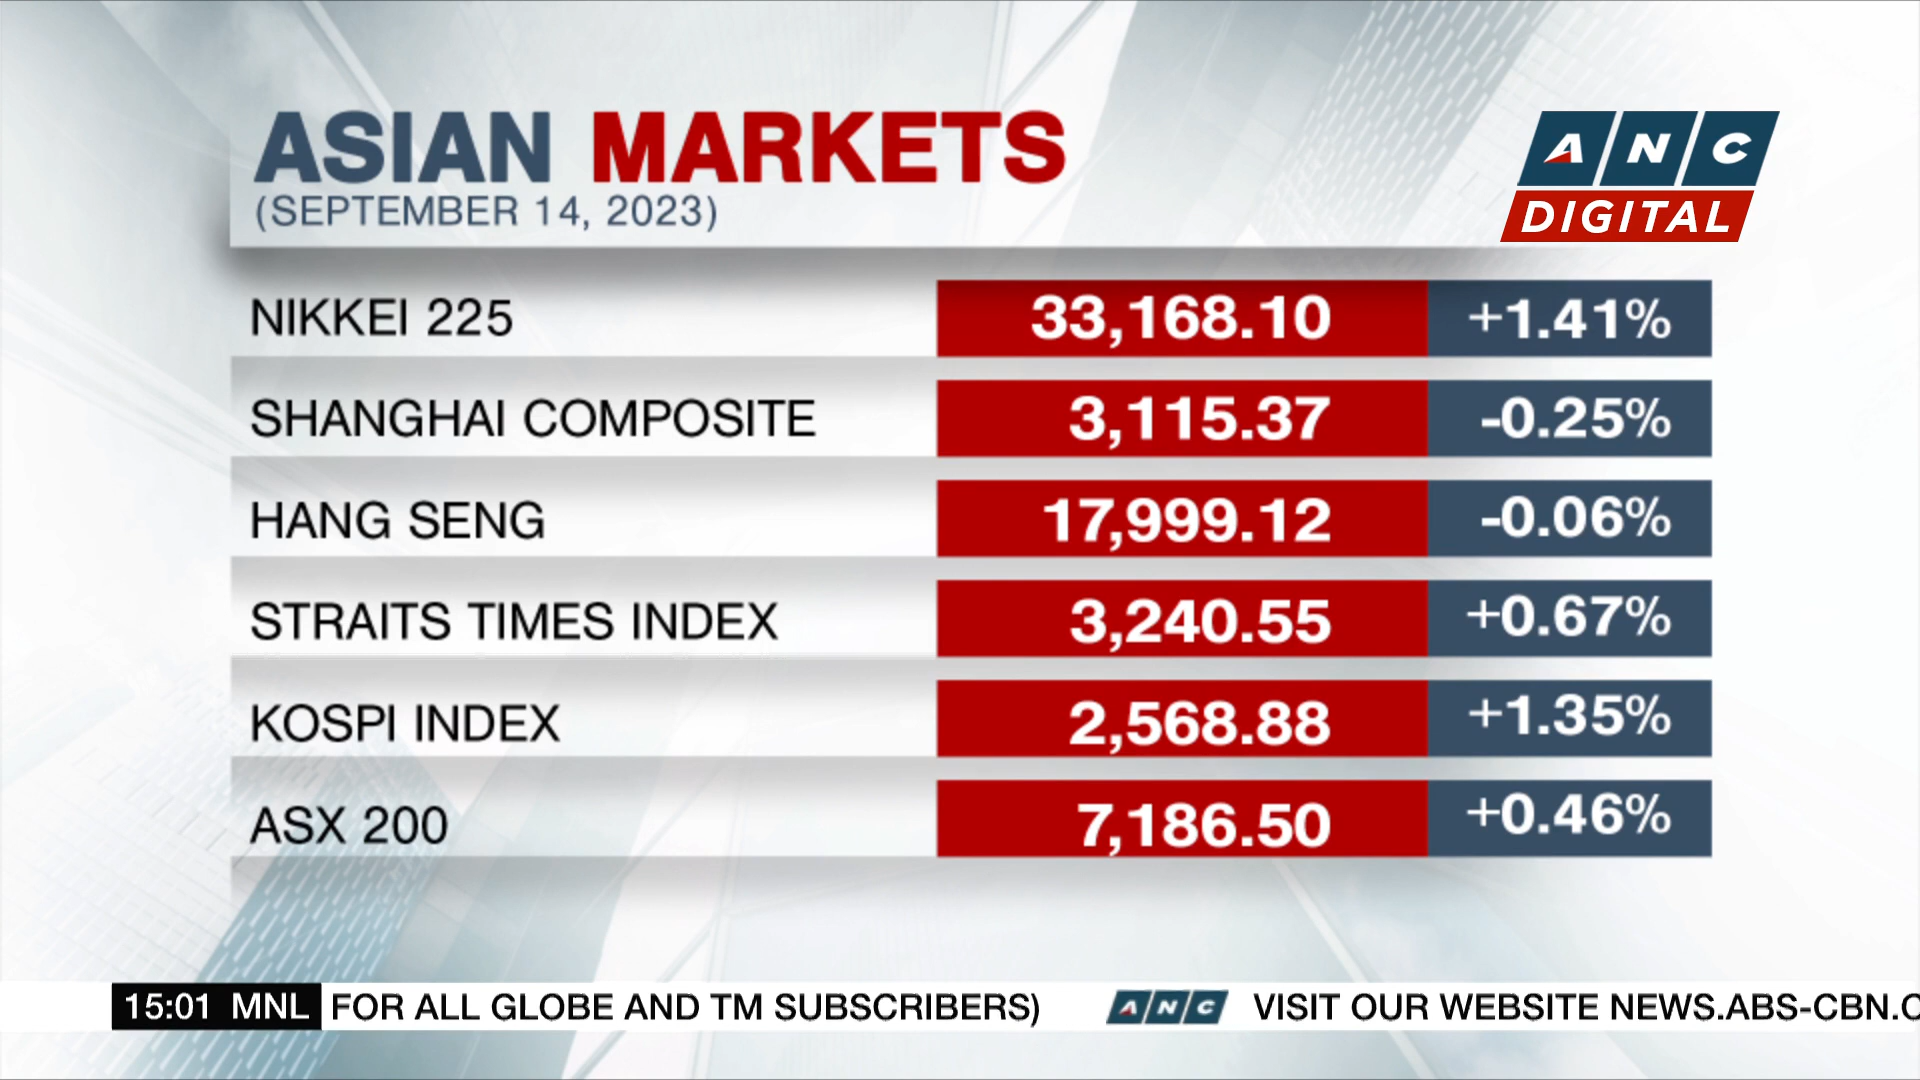 ASIAN MARKETS
(SEPTEMBER 14, 2023)
ANC
DIGITAL
NIKKEI 225 33,168.10 +1.41%
SHANGHAI COMPOSITE 3,115.37 -0.25%
HANG SENG 17,999.12 -0.06%
STRAITS TIMES INDEX 3,240.55 +0.67%
KOSPI INDEX 2,568.88 +1.35%
ASX 200 7,186.50 +0.46%
15:01 MNL FOR ALL GLOBE AND TM SUBSCRIBERS) ANC VISIT OUR WEBSITE NEWS.ABS-CBN.C